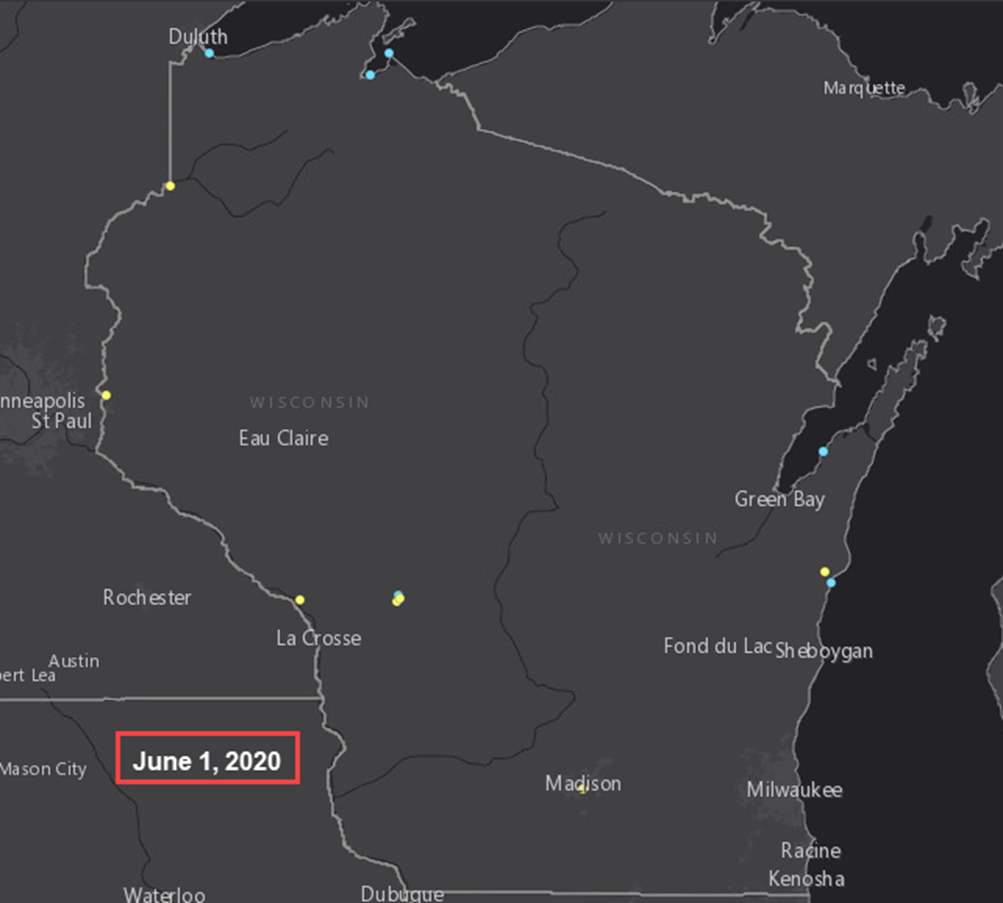 Duluth
Marquette
WISCONSIN
nneapolis
St Paul
Eau Claire
Green Bay
WISCONSIN
Rochester
La Crosse
Fond du Lac
Sheboygan
Austin
ert Lea
June 1, 2020
Mason City
Madison
Milwaukee
Racine
Kenosha
Waterloo
Dubuque